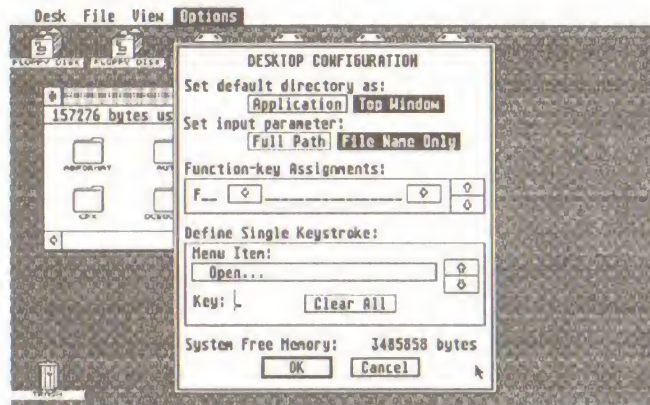 Desk File View Options
FLOPPY DISK FLOPPY DISK
157276 bytes us
CPX
TRASH
DESKTOP CONFIGURATION
Set default directory as:
Application Top Window
Set input parameter:
Full Path File Name Only
Function-key Assignments:
F__ ________________
Define Single Keystroke:
Menu Item:
Open...
Key: _ Clear All
System Free Memory: 3485858 bytes
OK Cancel